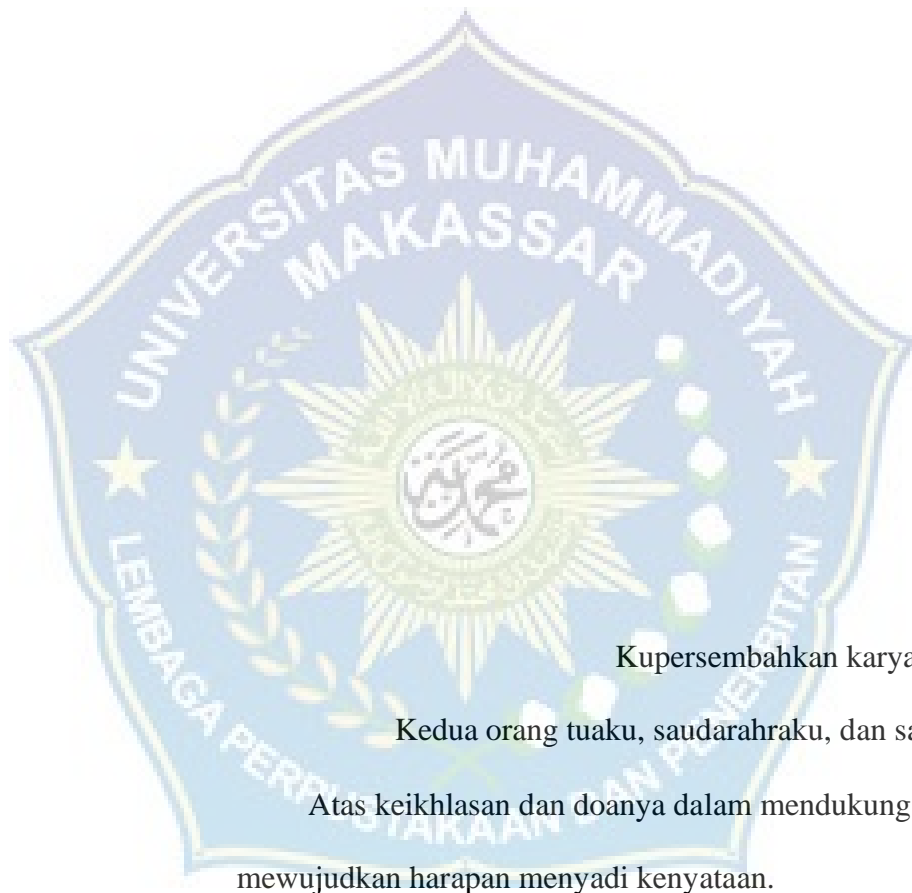 UNIVERSITAS MUHAMMADIYAH
MAKASSAR
LEMBAGA PERPUSTAKAAN DAN PENERBITAN
Kupersembahkan karya
Kedua orang tuaku, saudarahraku, dan sa
Atas keikhlasan dan doanya dalam mendukung
mewujudkan harapan menyadi kenyataan.